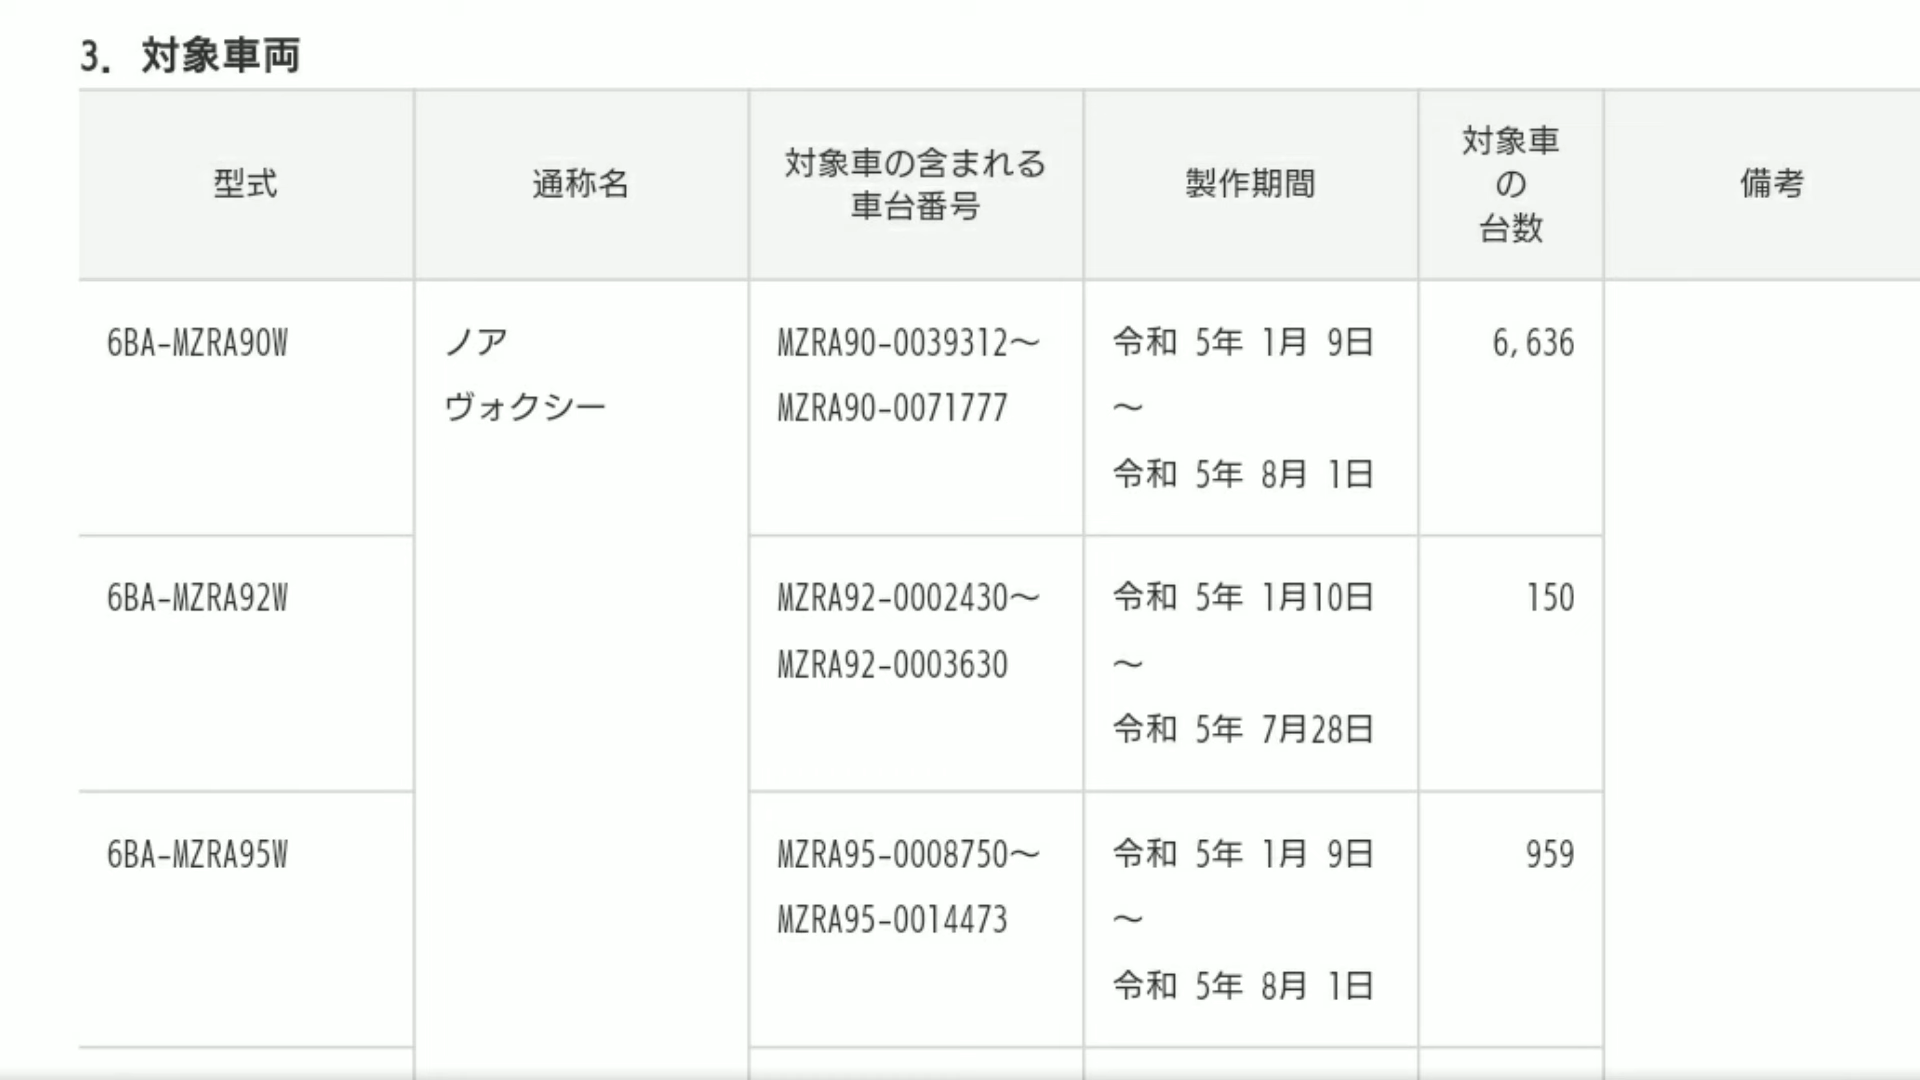 3. 対象車両
型式
通称名
対象車の含まれる
車台番号
製作期間
対象車
の
台数
備考
6BA-MZRA90W
ノア
ヴォクシー
MZRA90-0039312～
MZRA90-0071777
令和 5年 1月 9日
～
令和 5年 8月 1日
6,636
6BA-MZRA92W
MZRA92-0002430～
MZRA92-0003630
令和 5年 1月10日
～
令和 5年 7月28日
150
6BA-MZRA95W
MZRA95-0008750～
MZRA95-0014473
令和 5年 1月 9日
～
令和 5年 8月 1日
959